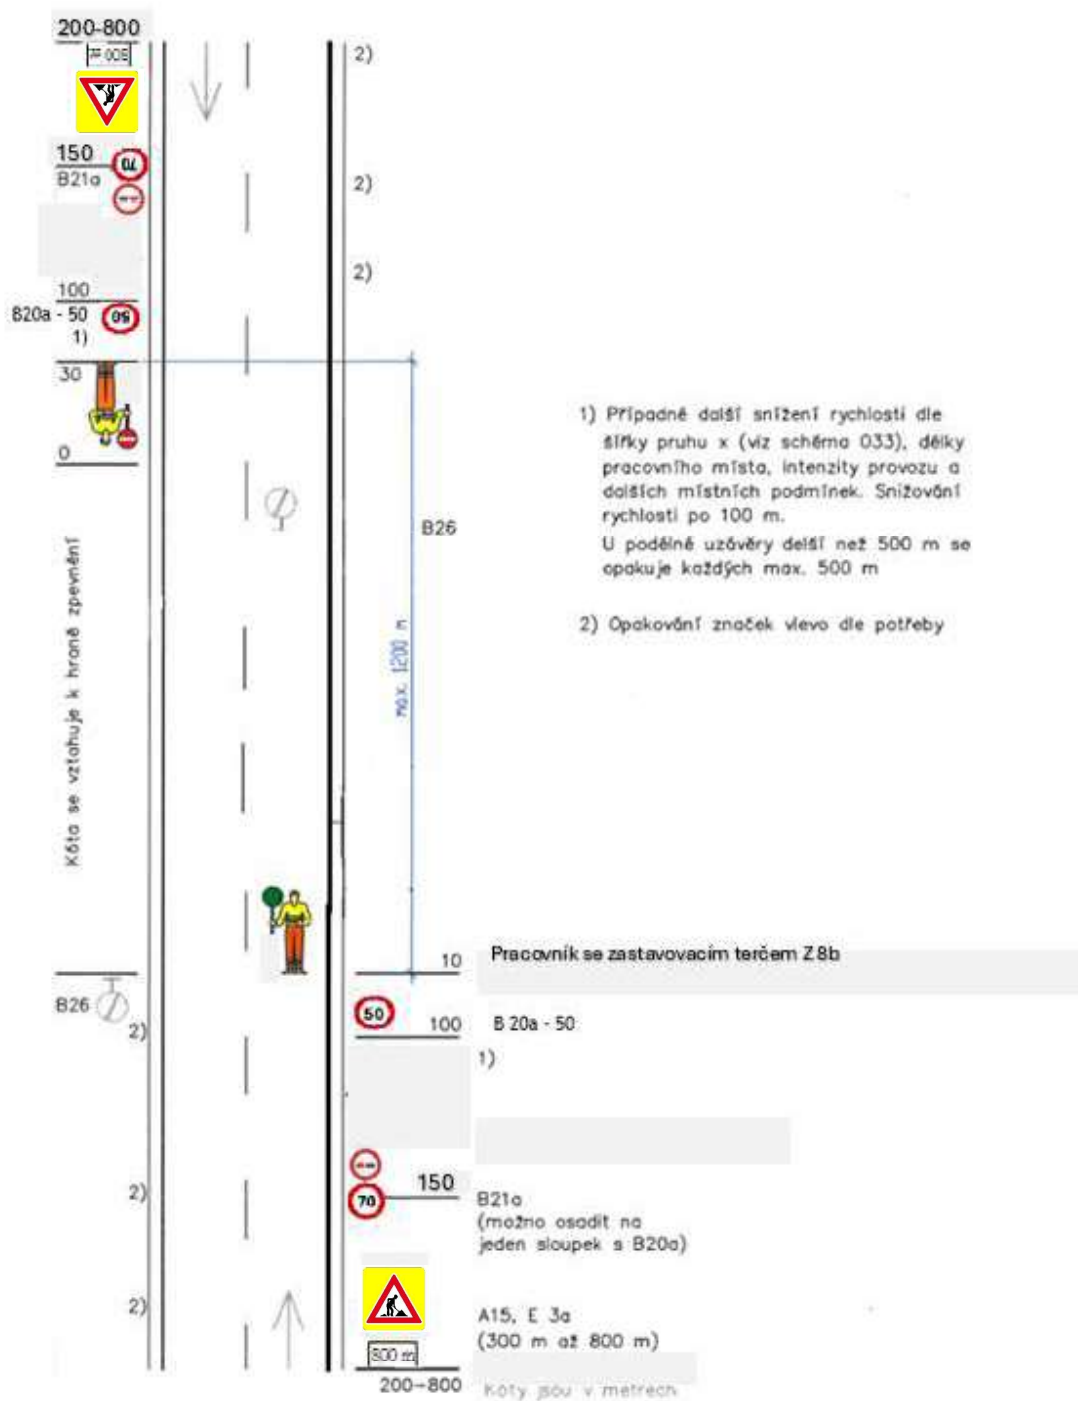 200-800
2)
150
70
B21a
2)
2)
100
B20a - 50
50
1)
30
0
1) Případné další snížení rychlosti dle
šířky pruhu x (viz schéma 033), délky
pracovního místa, intenzity provozu a
dalších místních podmínek. Snižování
rychlosti po 100 m.
U podélné uzávěry delší než 500 m se
opakuje každých max. 500 m
2) Opakování značek vlevo dle potřeby
B26
Kóta se vztahuje k hraně zpevnění
max. 1200 m
10
Pracovník se zastavovacím terčem Z 8b
B26
2)
50
100
B 20a - 50
1)
150
2)
70
B21a
(možno osadit na
jeden sloupek s B20a)
2)
A15, E 3a
(300 m až 800 m)
800 m
200-800
Kóty jsou v metrech